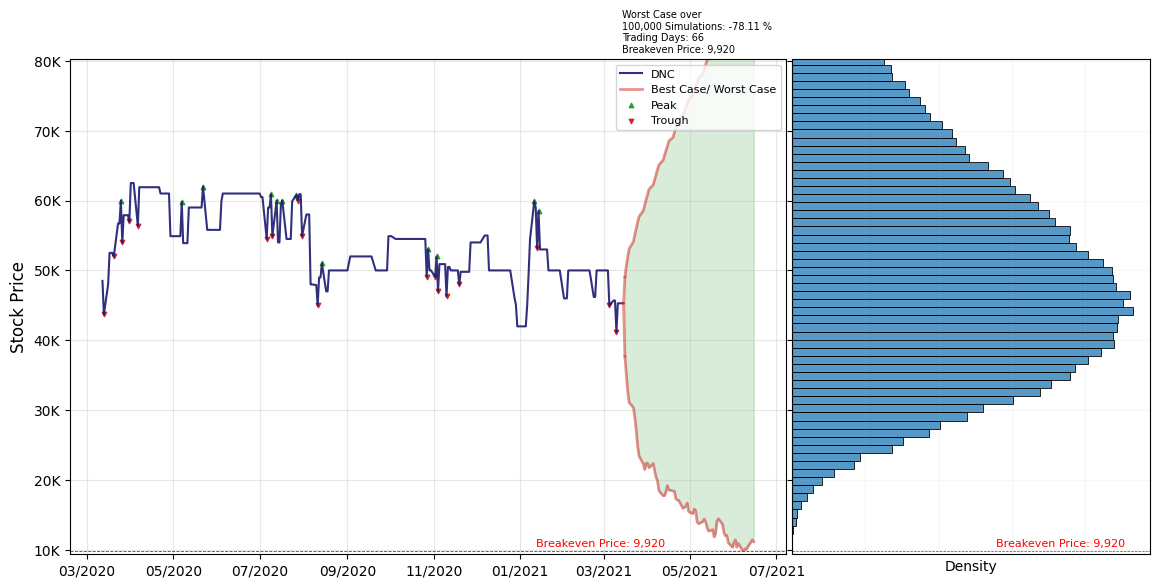 Worst Case over
100,000 Simulations: -78.11 %
Trading Days: 66
Breakeven Price: 9,920
80K
70K
60K
50K
40K
30K
20K
10K
Stock Price
DNC
Best Case/ Worst Case
Peak
Trough
Breakeven Price: 9,920
Breakeven Price: 9,920
03/2020 05/2020 07/2020 09/2020 11/2020 01/2021 03/2021 05/2021 07/2021
Density